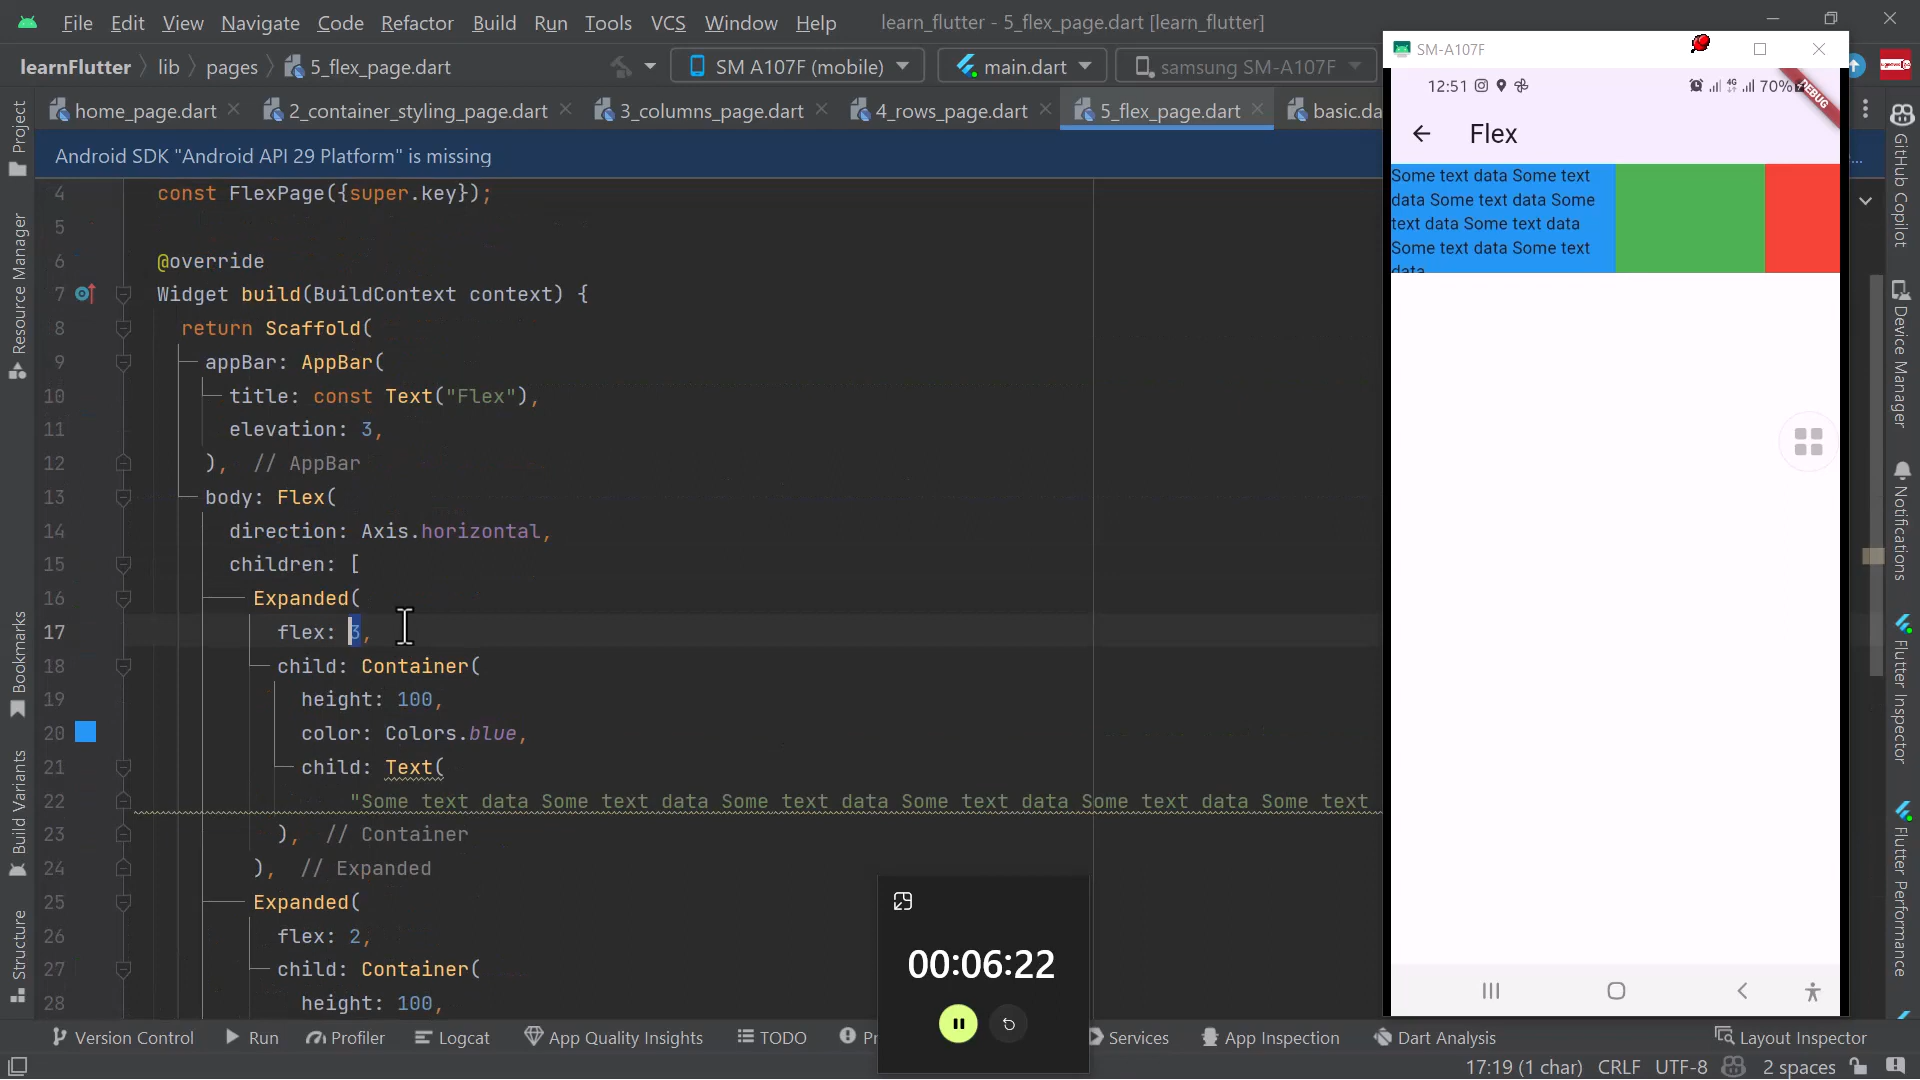 File Edit View Navigate Code Refactor Build Run Tools VCS Window Help learn_flutter - 5_flex_page.dart [learn_flutter]
learnFlutter lib pages 5_flex_page.dart SM A107F (mobile) main.dart samsung SM-A107F
home_page.dart 2_container_styling_page.dart 3_columns_page.dart 4_rows_page.dart 5_flex_page.dart basic.da
Android SDK "Android API 29 Platform" is missing
4 const FlexPage({super.key});
5
6 @override
7 Widget build(BuildContext context) {
8 return Scaffold(
9 appBar: AppBar(
10 title: const Text("Flex"),
11 elevation: 3,
12 ), // AppBar
13 body: Flex(
14 direction: Axis.horizontal,
15 children: [
16 Expanded(
17 flex: 3,
18 child: Container(
19 height: 100,
20 color: Colors.blue,
21 child: Text(
22 "Some text data Some text data Some text data Some text data Some text data Some text
23 ), // Container
24 ), // Expanded
25 Expanded(
26 flex: 2,
27 child: Container(
28 height: 100,
Project
Resource Manager
Bookmarks
Build Variants
Structure
SM-A107F
12:51 4G 70%
DEBUG
Flex
Some text data Some text
data Some text data Some
text data Some text data
Some text data Some text
data
GitHub Copilot
Device Manager
Notifications
Flutter Inspector
Flutter Performance
00:06:22
Version Control Run Profiler Logcat App Quality Insights TODO Pr Services App Inspection Dart Analysis Layout Inspector
17:19 (1 char) CRLF UTF-8 2 spaces